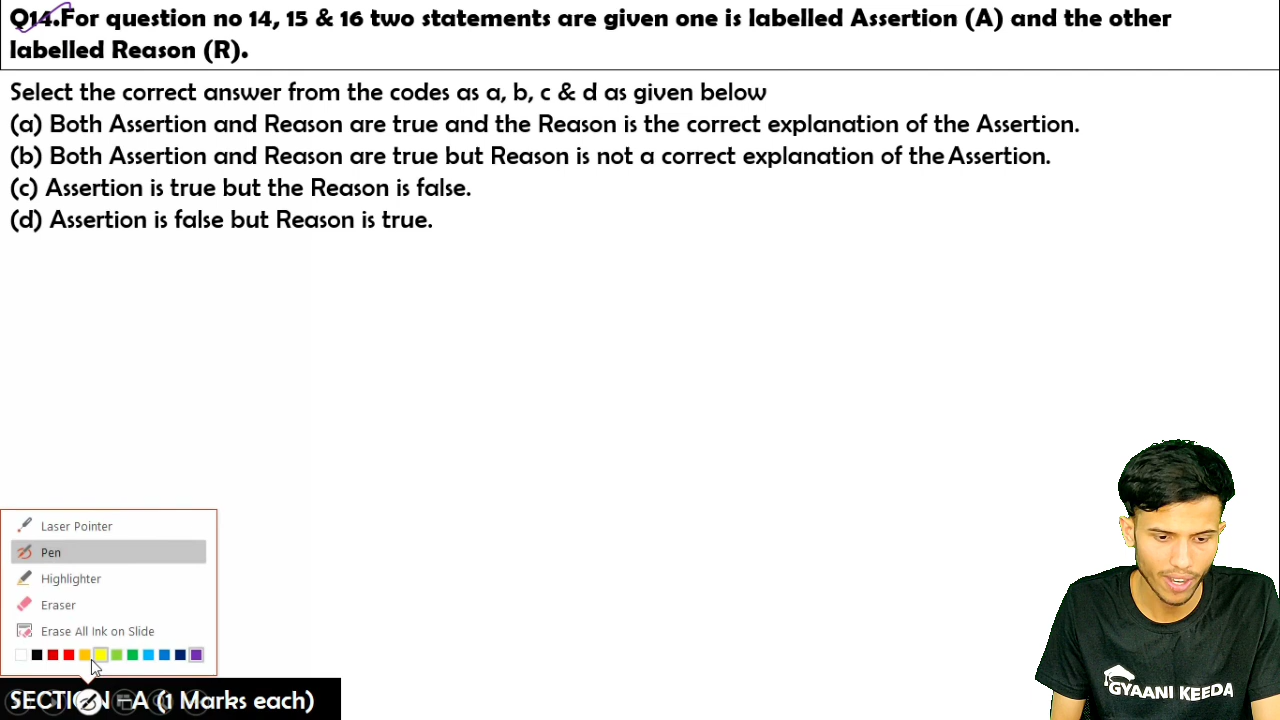 Q14.For question no 14, 15 & 16 two statements are given one is labelled Assertion (A) and the other
labelled Reason (R).
Select the correct answer from the codes as a, b, c & d as given below
(a) Both Assertion and Reason are true and the Reason is the correct explanation of the Assertion.
(b) Both Assertion and Reason are true but Reason is not a correct explanation of the Assertion.
(c) Assertion is true but the Reason is false.
(d) Assertion is false but Reason is true.
Laser Pointer
Pen
Highlighter
Eraser
Erase All Ink on Slide
SECTION -A (1 Marks each)
GYAANI KEEDA